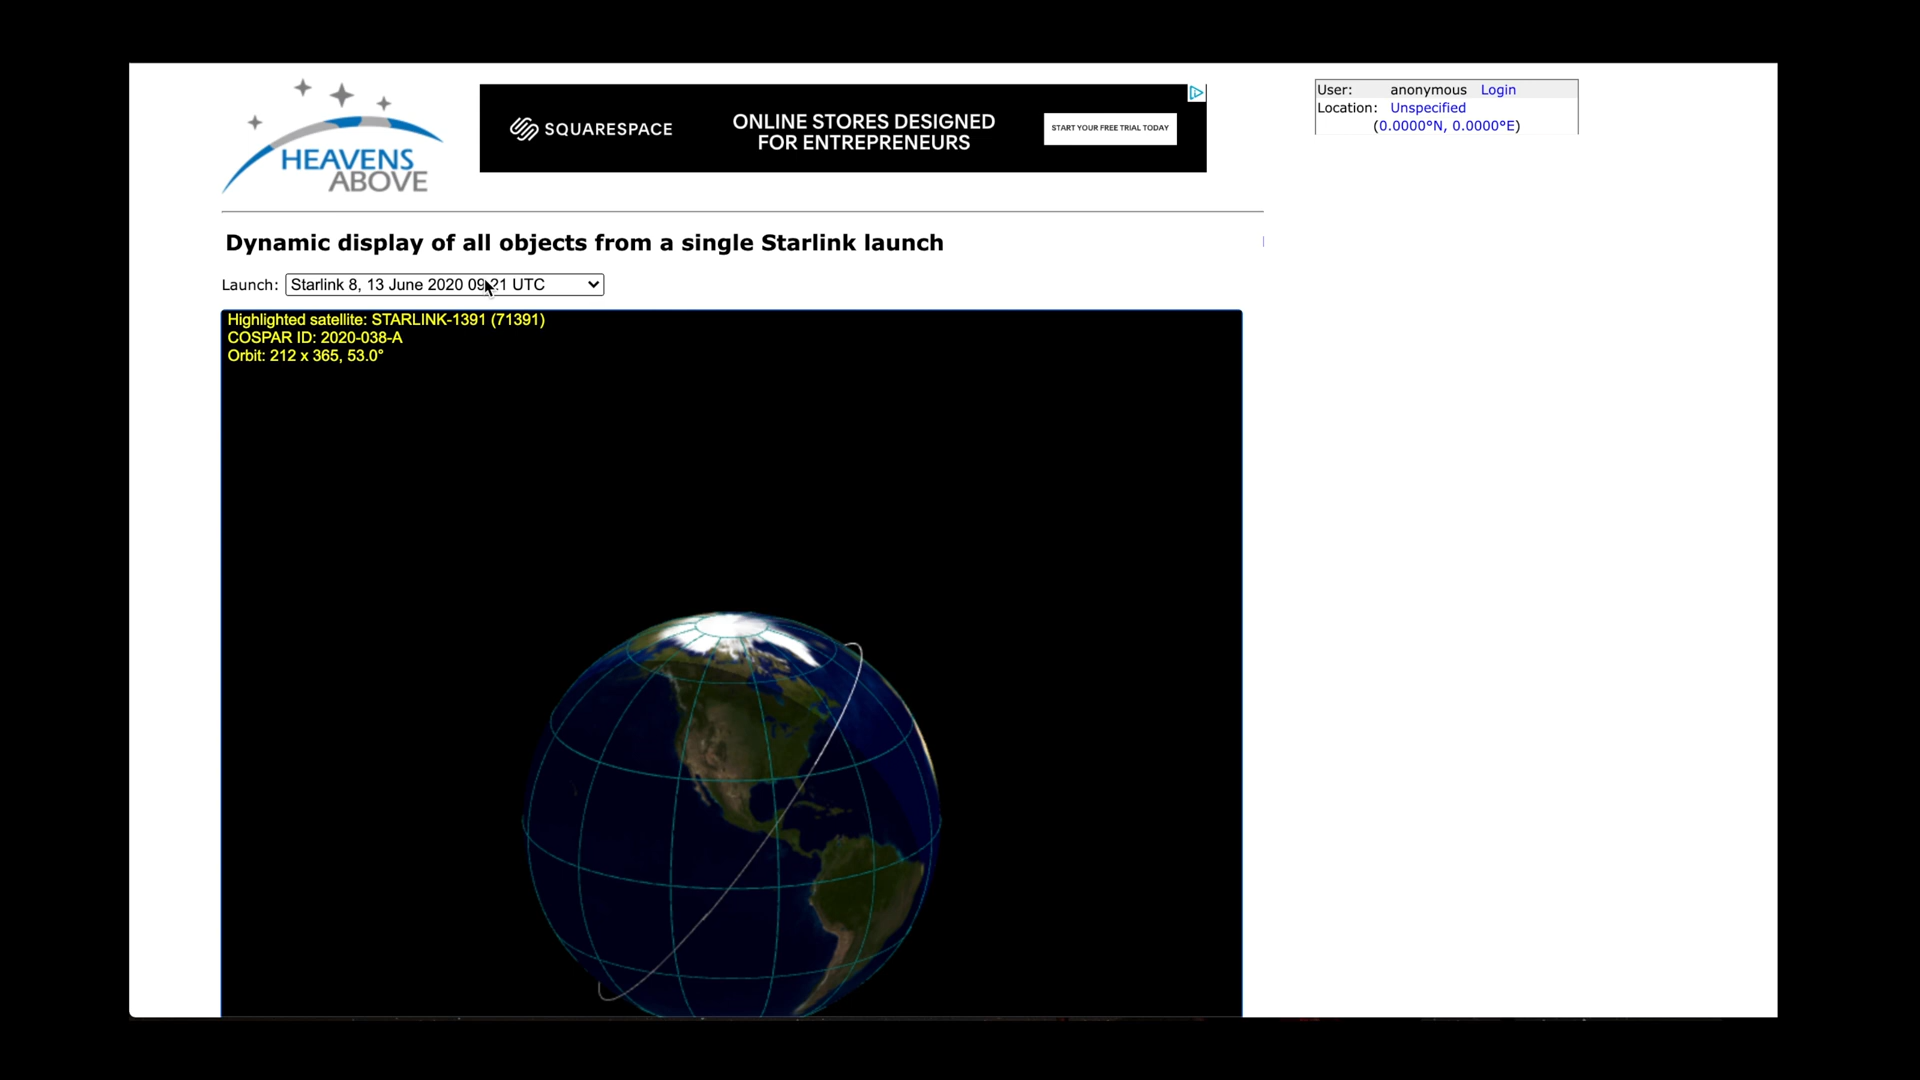 HEAVENS
ABOVE
SQUARESPACE
ONLINE STORES DESIGNED
FOR ENTREPRENEURS
START YOUR FREE TRIAL TODAY
User: anonymous Login
Location: Unspecified
(0.0000°N, 0.0000°E)
Dynamic display of all objects from a single Starlink launch
Launch: Starlink 8, 13 June 2020 09:21 UTC
Highlighted satellite: STARLINK-1391 (71391)
COSPAR ID: 2020-038-A
Orbit: 212 x 365, 53.0°